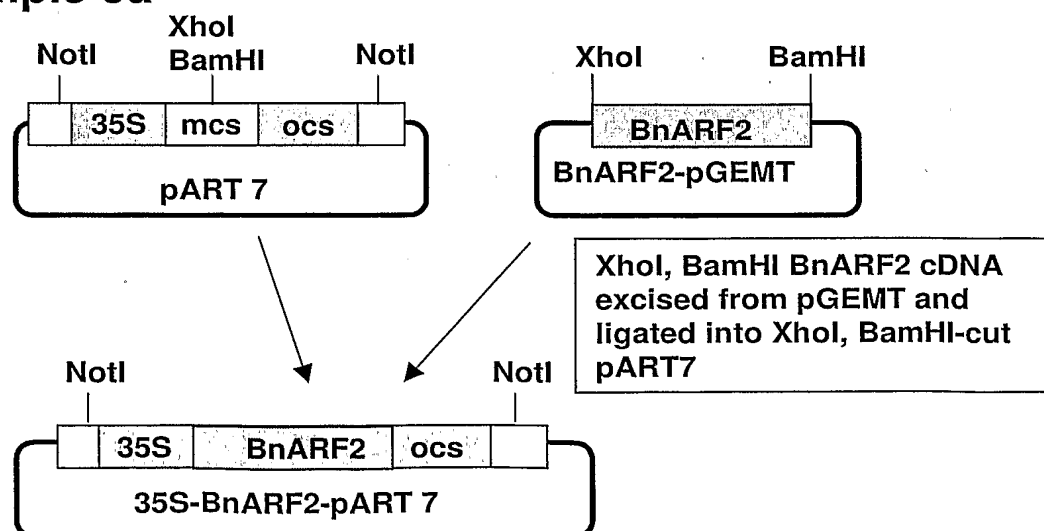 XhoI
NotI BamHI NotI
35S mcs ocs
pART 7
XhoI BamHI
BnARF2
BnARF2-pGEMT
XhoI, BamHI BnARF2 cDNA
excised from pGEMT and
ligated into XhoI, BamHI-cut
pART7
NotI NotI
35S BnARF2 ocs
35S-BnARF2-pART 7